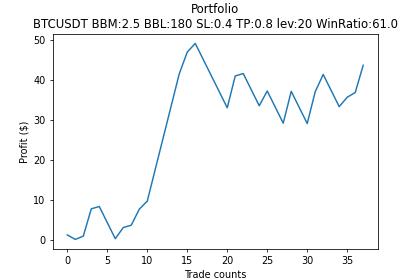 Portfolio
BTCUSDT BBM:2.5 BBL:180 SL:0.4 TP:0.8 lev:20 WinRatio:61.0
50
40
30
20
10
0
Profit ($)
0 5 10 15 20 25 30 35
Trade counts